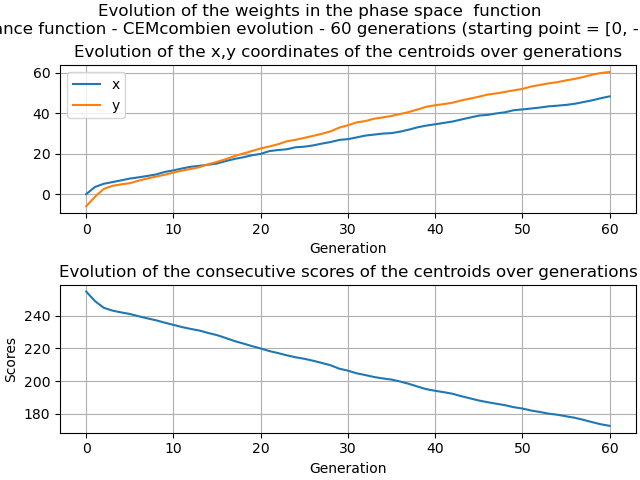 Evolution of the weights in the phase space  function
ance function - CEMcombien evolution - 60 generations (starting point = [0, -
Evolution of the x,y coordinates of the centroids over generations
60
40
20
0
x
y
0 10 20 30 40 50 60
Generation
Evolution of the consecutive scores of the centroids over generations
Scores
240
220
200
180
0 10 20 30 40 50 60
Generation